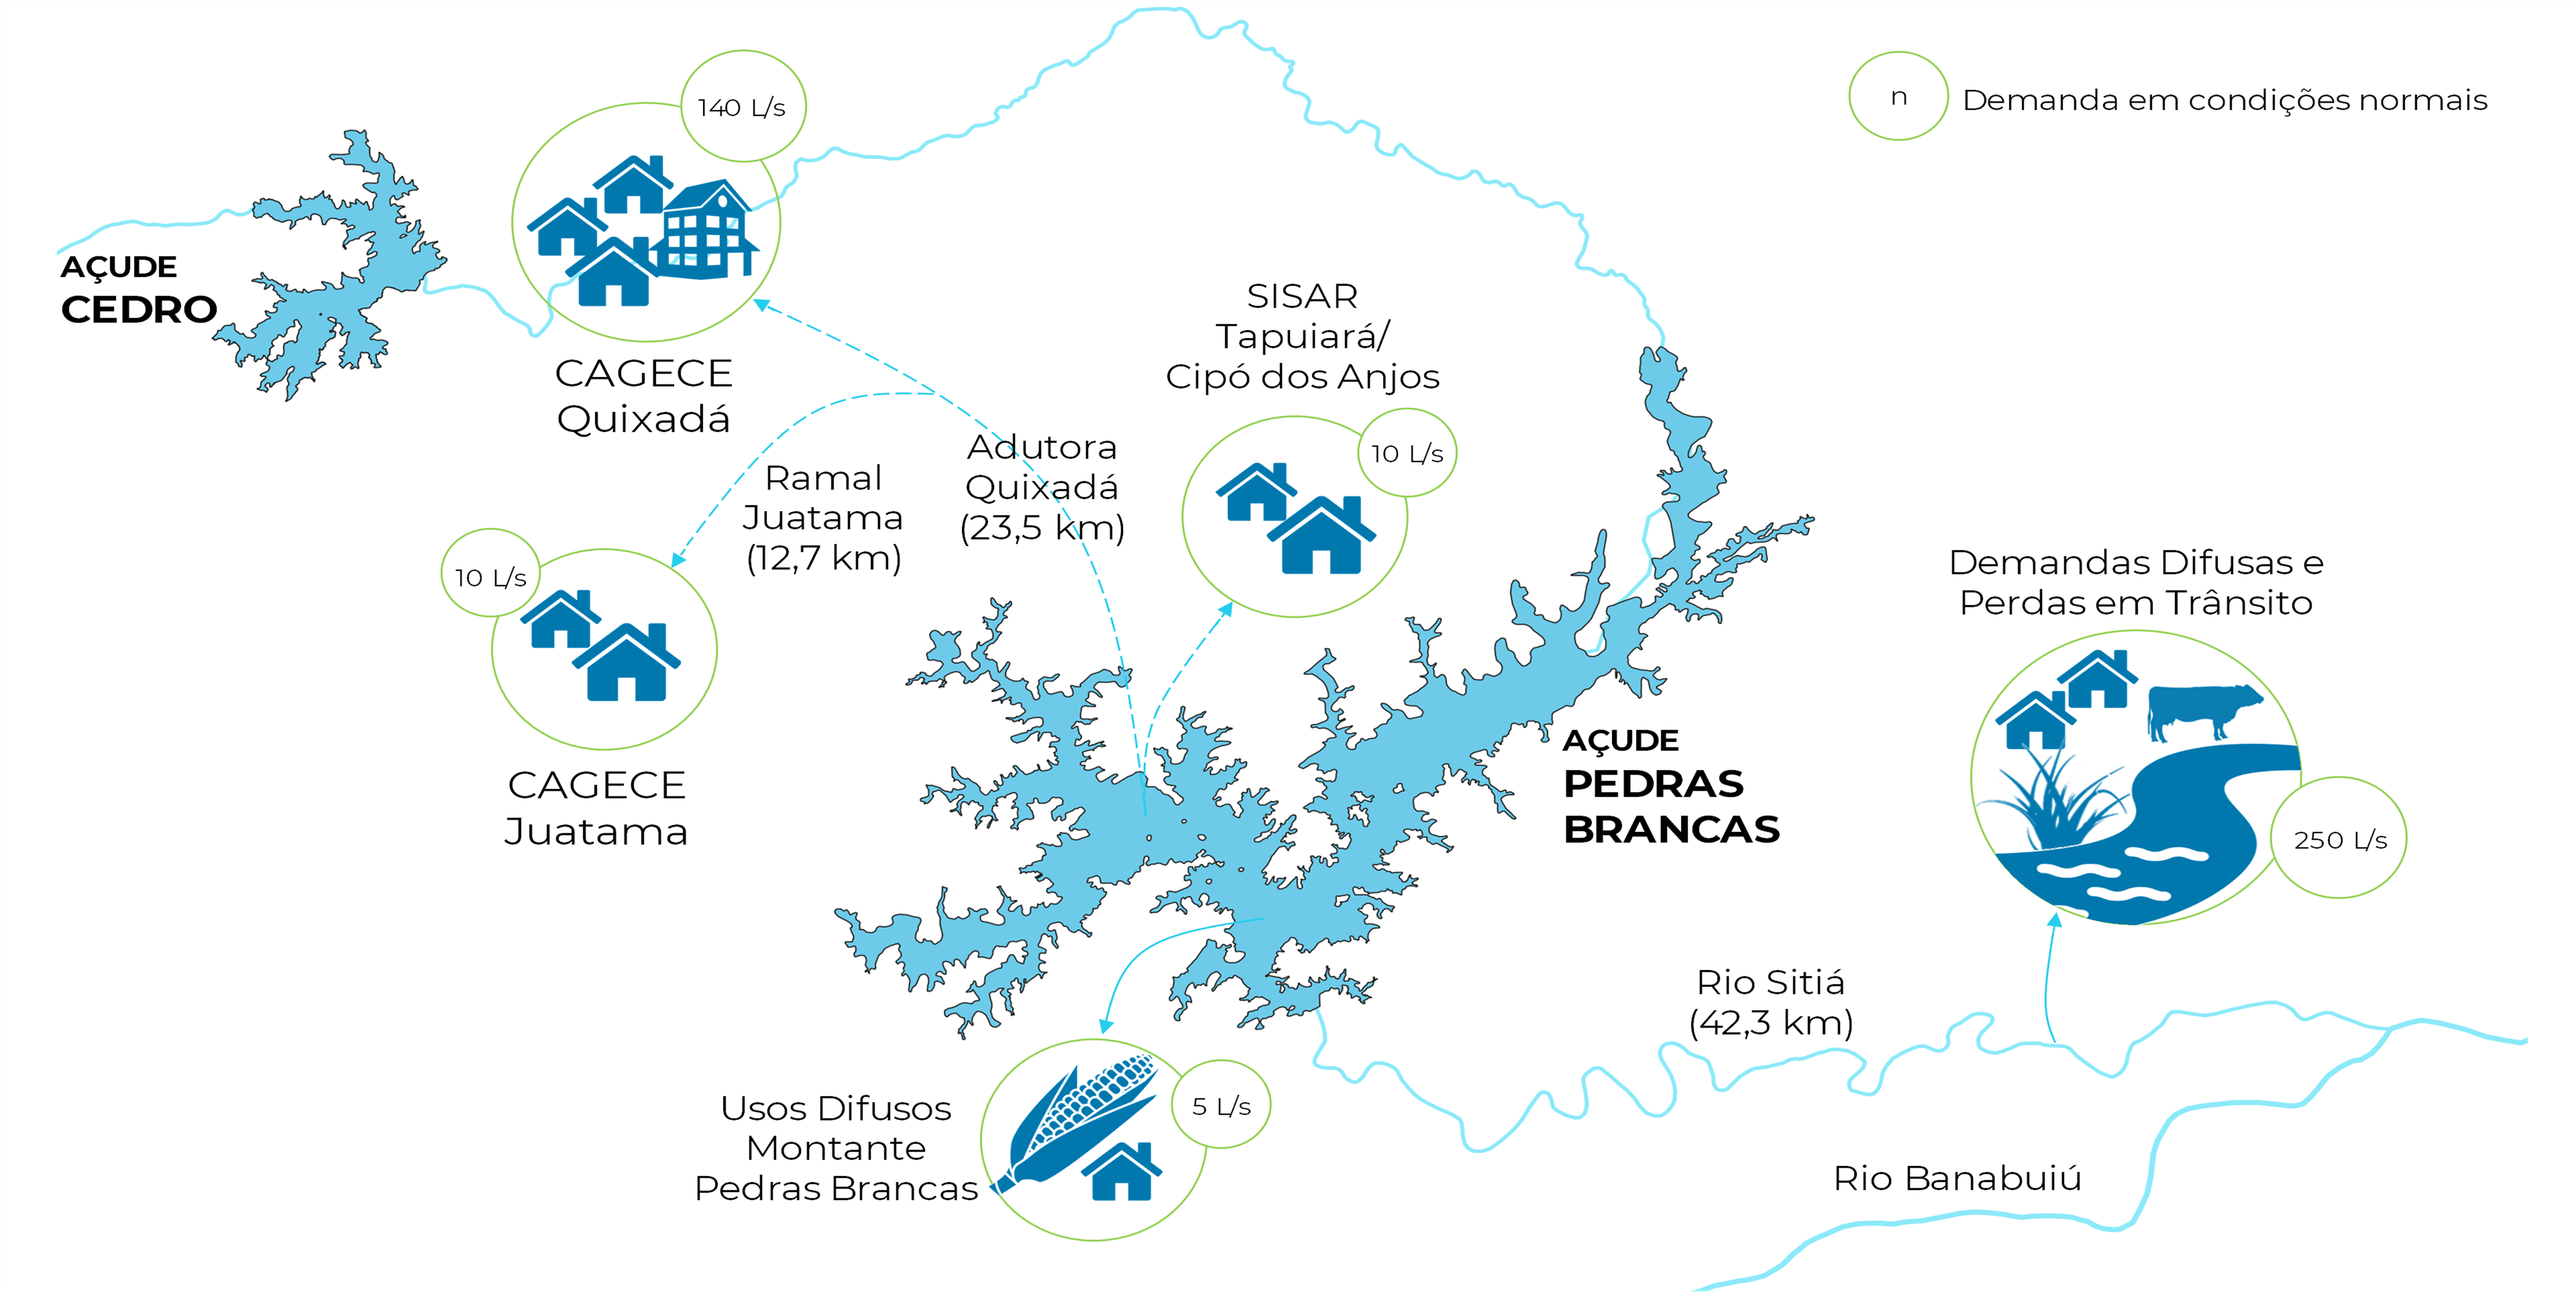 n
Demanda em condições normais
140 L/s
AÇUDE
CEDRO
CAGECE
Quixadá
SISAR
Tapuiará/
Cipó dos Anjos
10 L/s
Adutora
Quixadá
(23,5 km)
Ramal
Juatama
(12,7 km)
10 L/s
CAGECE
Juatama
Demandas Difusas e
Perdas em Trânsito
250 L/s
AÇUDE
PEDRAS
BRANCAS
Rio Sitiá
(42,3 km)
Usos Difusos
Montante
Pedras Brancas
5 L/s
Rio Banabuiú